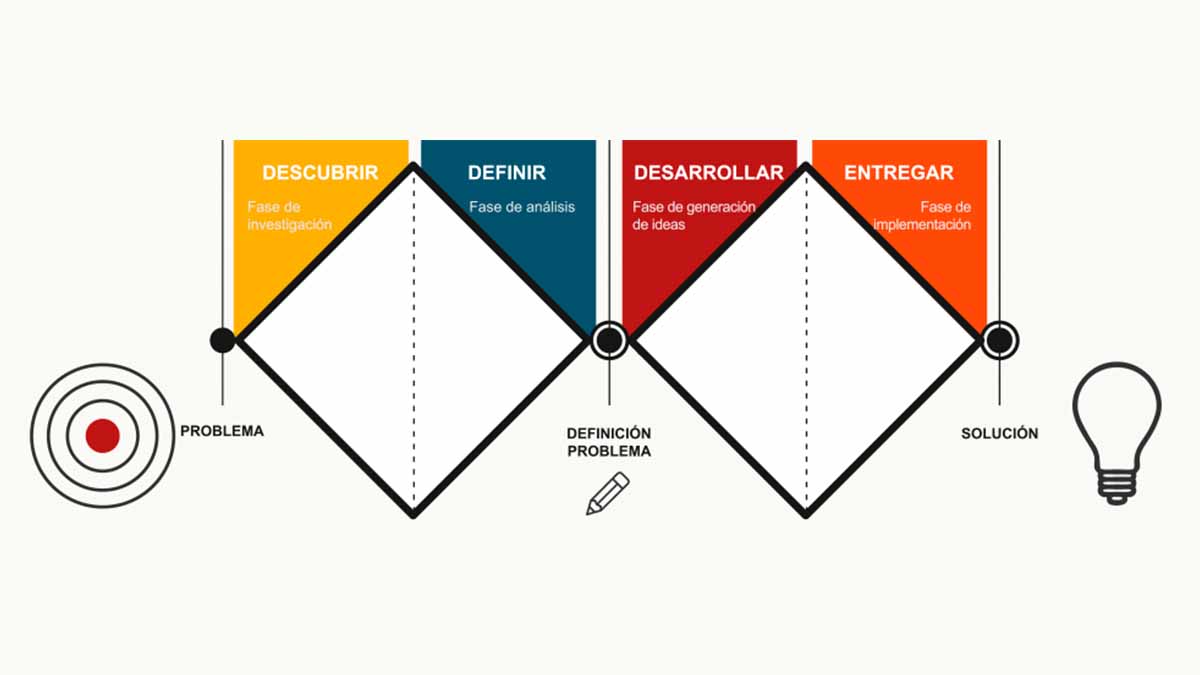 DESCUBRIR
Fase de
investigación
DEFINIR
Fase de análisis
DESARROLLAR
Fase de generación
de ideas
ENTREGAR
Fase de
implementación
PROBLEMA
DEFINICIÓN
PROBLEMA
SOLUCIÓN